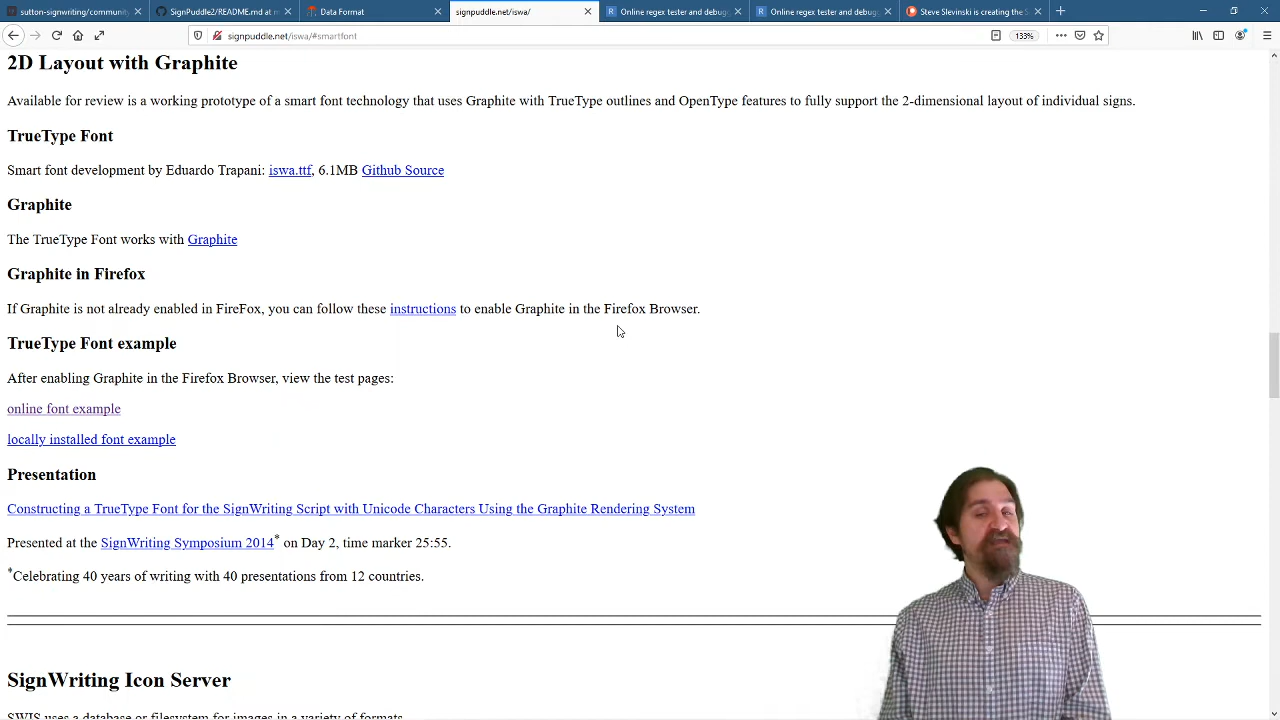 sutton-signwriting/community
SignPuddle2/README.md at m
Data Format
signpuddle.net/iswa/
Online regex tester and debug
Online regex tester and debug
Steve Slevinski is creating the S
signpuddle.net/iswa/#smartfont
133%
2D Layout with Graphite
Available for review is a working prototype of a smart font technology that uses Graphite with TrueType outlines and OpenType features to fully support the 2-dimensional layout of individual signs.
TrueType Font
Smart font development by Eduardo Trapani: iswa.ttf, 6.1MB Github Source
Graphite
The TrueType Font works with Graphite
Graphite in Firefox
If Graphite is not already enabled in FireFox, you can follow these instructions to enable Graphite in the Firefox Browser.
TrueType Font example
After enabling Graphite in the Firefox Browser, view the test pages:
online font example
locally installed font example
Presentation
Constructing a TrueType Font for the SignWriting Script with Unicode Characters Using the Graphite Rendering System
Presented at the SignWriting Symposium 2014* on Day 2, time marker 25:55.
*Celebrating 40 years of writing with 40 presentations from 12 countries.
SignWriting Icon Server
SWIS uses a database or filesystem for images in a variety of formats.